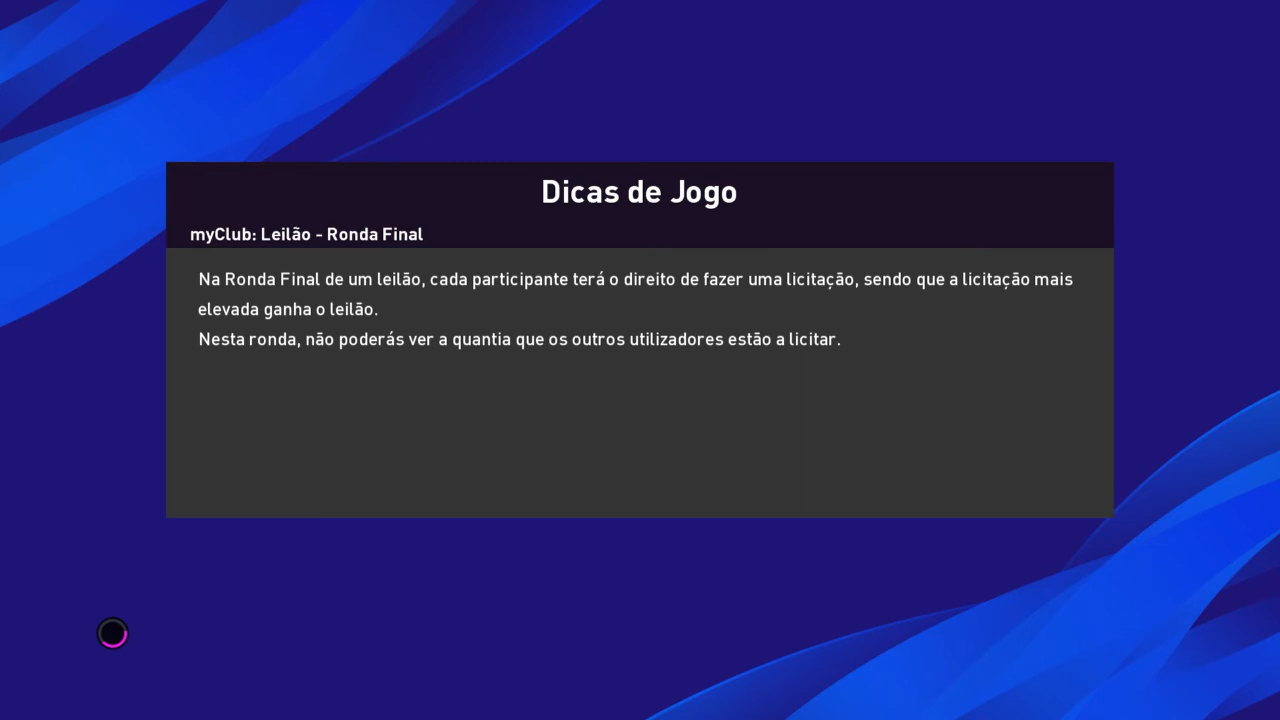 Dicas de Jogo
myClub: Leilão - Ronda Final
Na Ronda Final de um leilão, cada participante terá o direito de fazer uma licitação, sendo que a licitação mais
elevada ganha o leilão.
Nesta ronda, não poderás ver a quantia que os outros utilizadores estão a licitar.